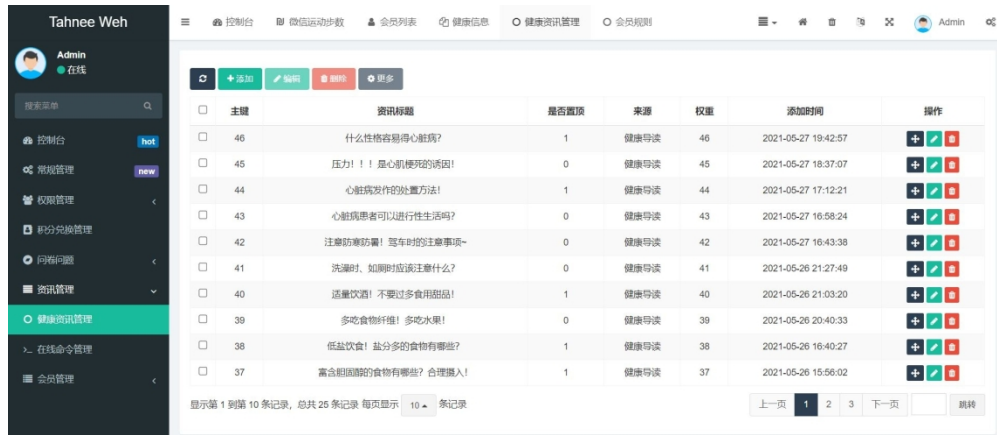 Tahnee Weh
控制台 微信运动步数 会员列表 健康信息 健康资讯管理 会员规则 Admin
Admin
在线
搜索菜单
控制台 hot
常规管理 new
权限管理
积分兑换管理
问卷问题
资讯管理
健康资讯管理
在线命令管理
会员管理
添加 编辑 删除 更多
主键 资讯标题 是否置顶 来源 权重 添加时间 操作
46 什么性格容易得心脏病? 1 健康导读 46 2021-05-27 19:42:57
45 压力!!!是心肌梗死的诱因! 0 健康导读 45 2021-05-27 18:37:07
44 心脏病发作的处置方法! 1 健康导读 44 2021-05-27 17:12:21
43 心脏病患者可以进行性生活吗? 0 健康导读 43 2021-05-27 16:58:24
42 注意防寒防暑!驾车时的注意事项~ 0 健康导读 42 2021-05-27 16:43:38
41 洗澡时、如厕时应该注意什么? 0 健康导读 41 2021-05-26 21:27:49
40 适量饮酒!不要过多食用甜品! 1 健康导读 40 2021-05-26 21:03:20
39 多吃食物纤维!多吃水果! 0 健康导读 39 2021-05-26 20:40:33
38 低盐饮食!盐分多的食物有哪些? 1 健康导读 38 2021-05-26 16:40:27
37 富含胆固醇的食物有哪些?合理摄入! 1 健康导读 37 2021-05-26 15:56:02
显示第 1 到第 10 条记录,总共 25 条记录 每页显示 10 条记录
上一页 1 2 3 下一页 跳转